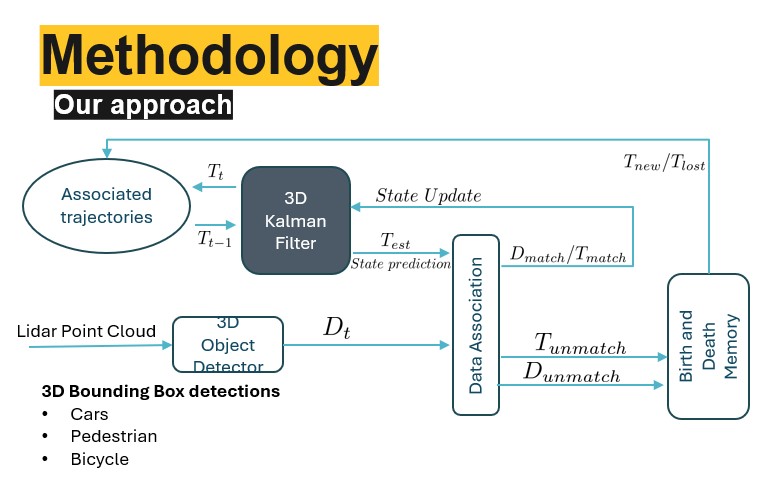 Methodology
Our approach
T_{new}/T_{lost}
T_t
Associated
trajectories
T_{t-1}
3D
Kalman
Filter
State Update
T_{est}
State prediction
D_{match}/T_{match}
Data Association
Lidar Point Cloud
3D
Object
Detector
D_t
T_{unmatch}
D_{unmatch}
Birth and
Death
Memory
3D Bounding Box detections
• Cars
• Pedestrian
• Bicycle